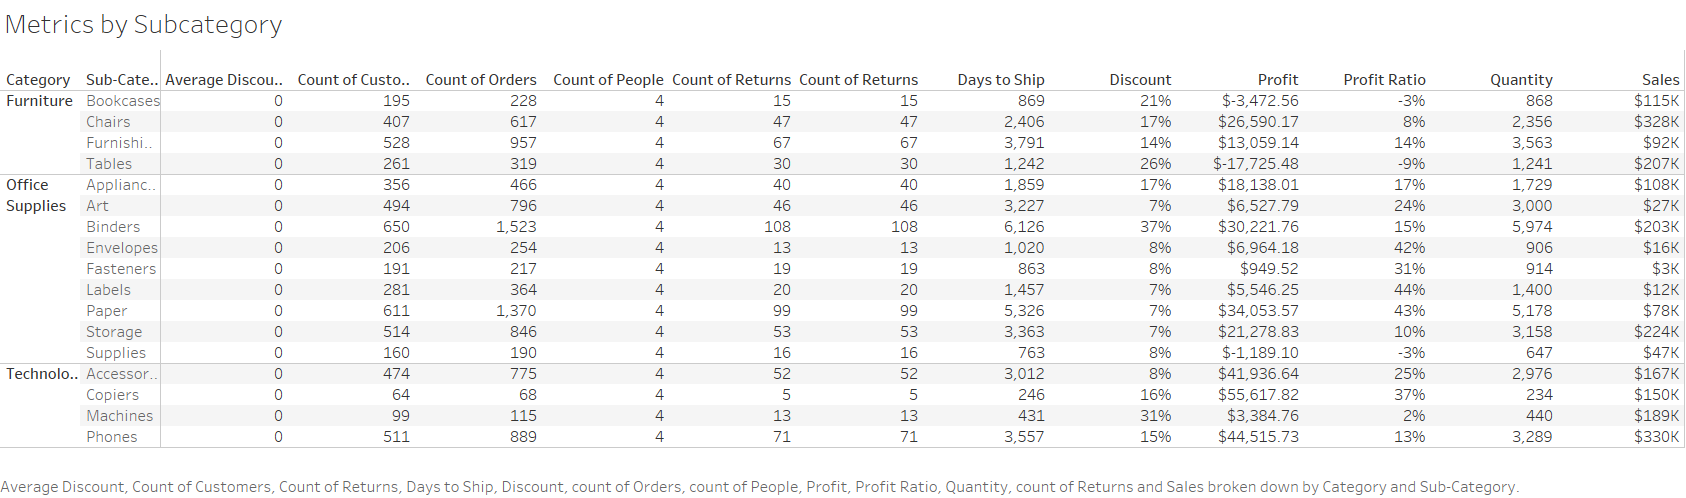 Metrics by Subcategory
Category Sub-Cate.. Average Discou.. Count of Custo.. Count of Orders Count of People Count of Returns Count of Returns Days to Ship Discount Profit Profit Ratio Quantity Sales
Furniture Bookcases 0 195 228 4 15 15 869 21% $-3,472.56 -3% 868 $115K
Chairs 0 407 617 4 47 47 2,406 17% $26,590.17 8% 2,356 $328K
Furnishi.. 0 528 957 4 67 67 3,791 14% $13,059.14 14% 3,563 $92K
Tables 0 261 319 4 30 30 1,242 26% $-17,725.48 -9% 1,241 $207K
Office Applianc.. 0 356 466 4 40 40 1,859 17% $18,138.01 17% 1,729 $108K
Supplies Art 0 494 796 4 46 46 3,227 7% $6,527.79 24% 3,000 $27K
Binders 0 650 1,523 4 108 108 6,126 37% $30,221.76 15% 5,974 $203K
Envelopes 0 206 254 4 13 13 1,020 8% $6,964.18 42% 906 $16K
Fasteners 0 191 217 4 19 19 863 8% $949.52 31% 914 $3K
Labels 0 281 364 4 20 20 1,457 7% $5,546.25 44% 1,400 $12K
Paper 0 611 1,370 4 99 99 5,326 7% $34,053.57 43% 5,178 $78K
Storage 0 514 846 4 53 53 3,363 7% $21,278.83 10% 3,158 $224K
Supplies 0 160 190 4 16 16 763 8% $-1,189.10 -3% 647 $47K
Technolo.. Accessor.. 0 474 775 4 52 52 3,012 8% $41,936.64 25% 2,976 $167K
Copiers 0 64 68 4 5 5 246 16% $55,617.82 37% 234 $150K
Machines 0 99 115 4 13 13 431 31% $3,384.76 2% 440 $189K
Phones 0 511 889 4 71 71 3,557 15% $44,515.73 13% 3,289 $330K
Average Discount, Count of Customers, Count of Returns, Days to Ship, Discount, count of Orders, count of People, Profit, Profit Ratio, Quantity, count of Returns and Sales broken down by Category and Sub-Category.